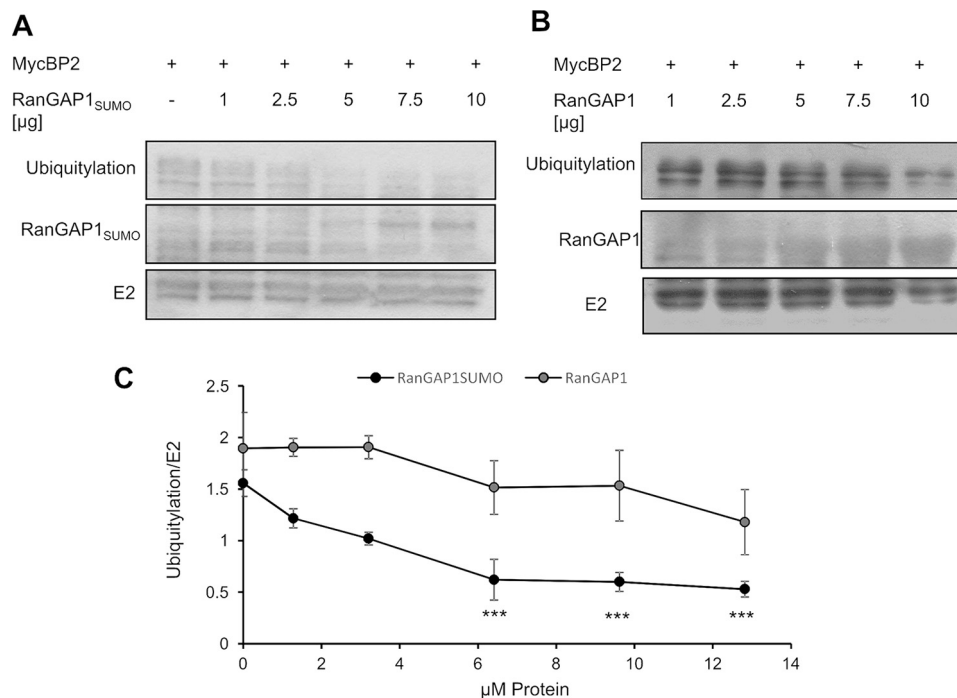 A
MycBP2 + + + + + +
RanGAP1SUMO - 1 2.5 5 7.5 10
[µg]
Ubiquitylation
RanGAP1SUMO
E2
B
MycBP2 + + + + +
RanGAP1 1 2.5 5 7.5 10
[µg]
Ubiquitylation
RanGAP1
E2
C
RanGAP1SUMO RanGAP1
2.5
2
1.5
1
0.5
0
Ubiquitylation/E2
*** *** ***
0 2 4 6 8 10 12 14
µM Protein